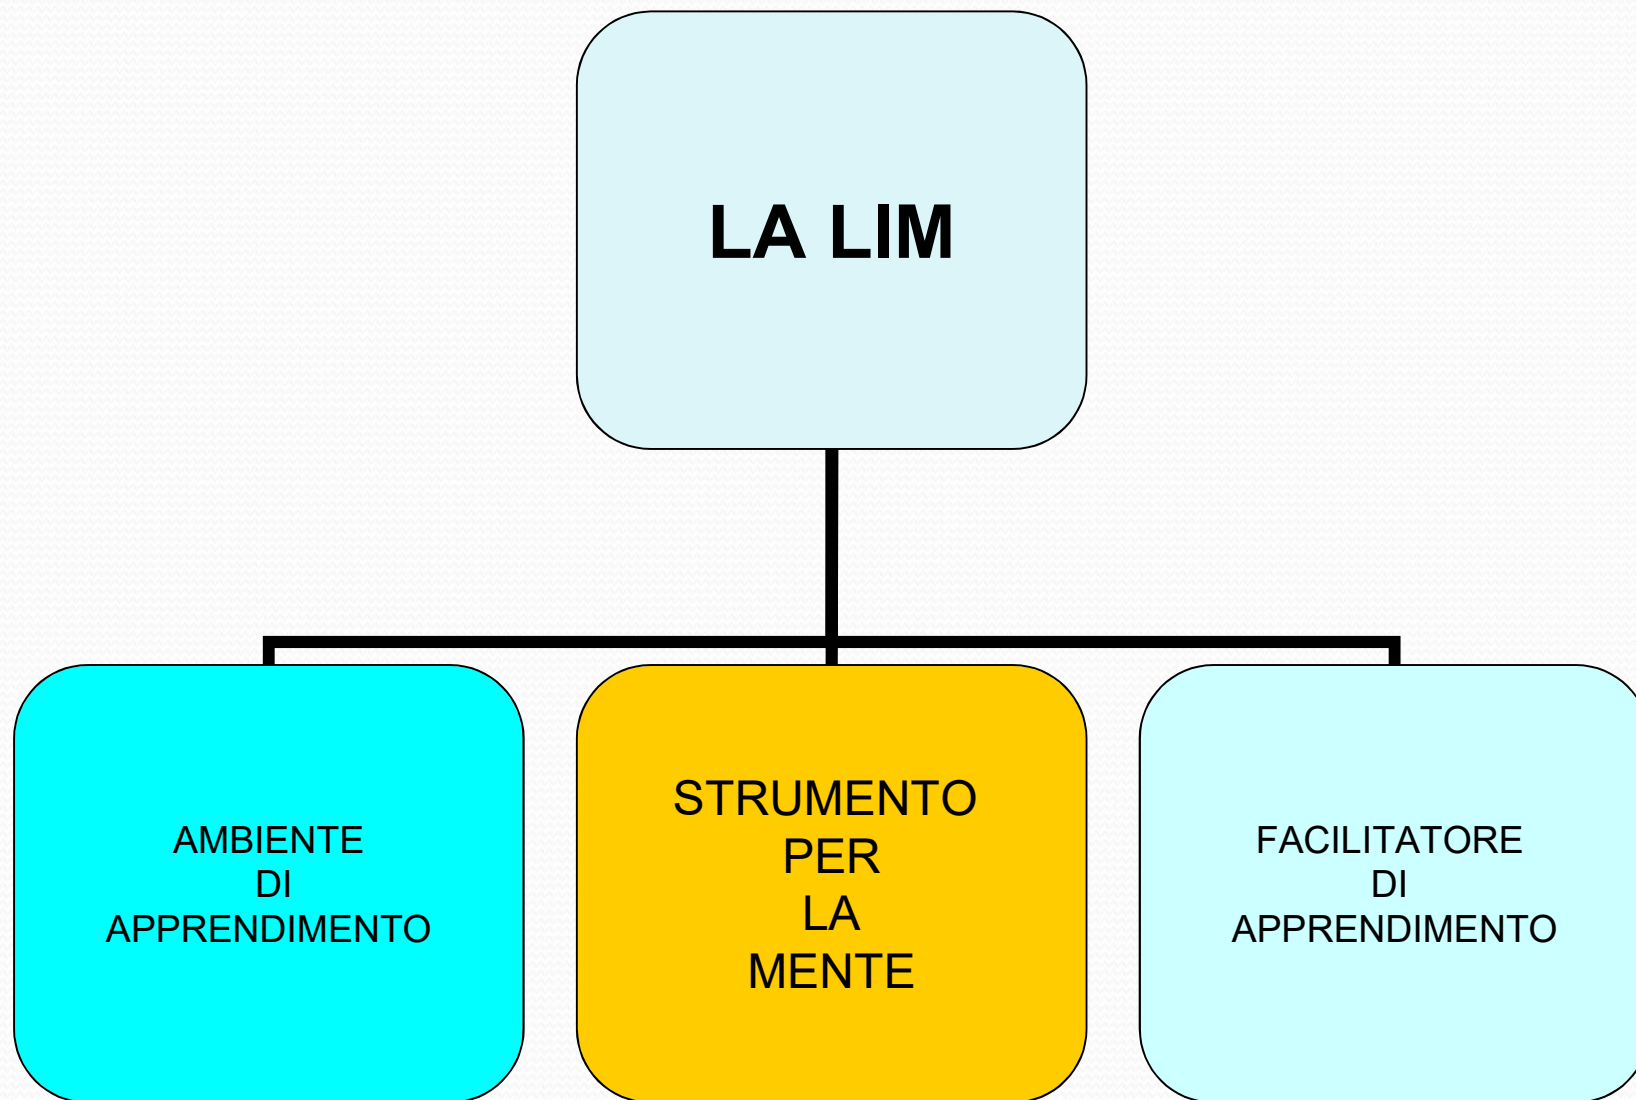 LA LIM
AMBIENTE
DI
APPRENDIMENTO
STRUMENTO
PER
LA
MENTE
FACILITATORE
DI
APPRENDIMENTO